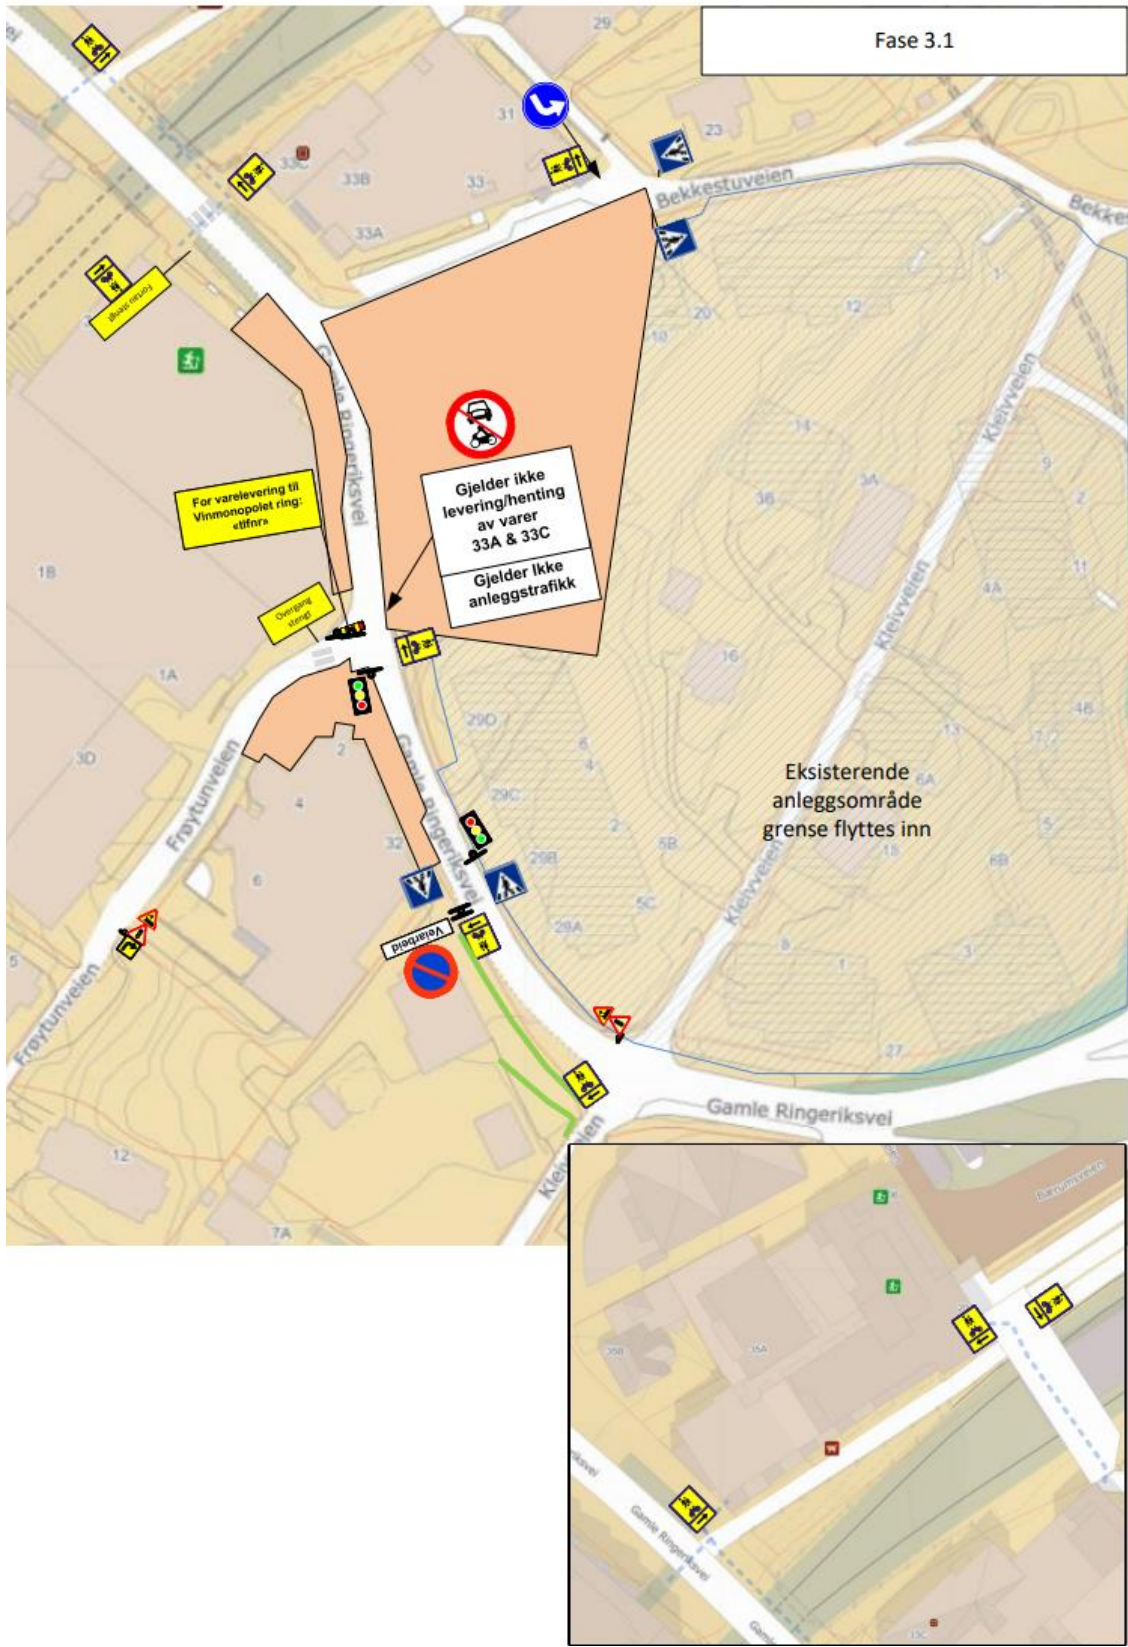 Fase 3.1
29
31
23
33C
33B
33
33A
Bekkestuveien
Fortau stengt
20
10
12
1
Gamle Ringeriksvei
Kleivveien
14
9
2
3A
3B
For varelevering til
Vinmonopolet ring:
«tlfnr»
Gjelder ikke
levering/henting
av varer
33A & 33C
Gjelder Ikke
anleggstrafikk
1B
11
4A
Overgang
stengt
Kleivveien
1A
16
29D
6
4
13
4B
3D
2
4
Frøytunveien
Gamle Ringeriksvei
29C
2
5B
6A
Eksisterende
anleggsområde
grense flyttes inn
5
32
29B
15
6B
6
5C
29A
Kleivveien
Veiarbeid
8
1
3
5
Frøytunveien
27
Gamle Ringeriksvei
12
7A
Bærumsveien
35B
35A
Gamle Ringeriksvei
33C